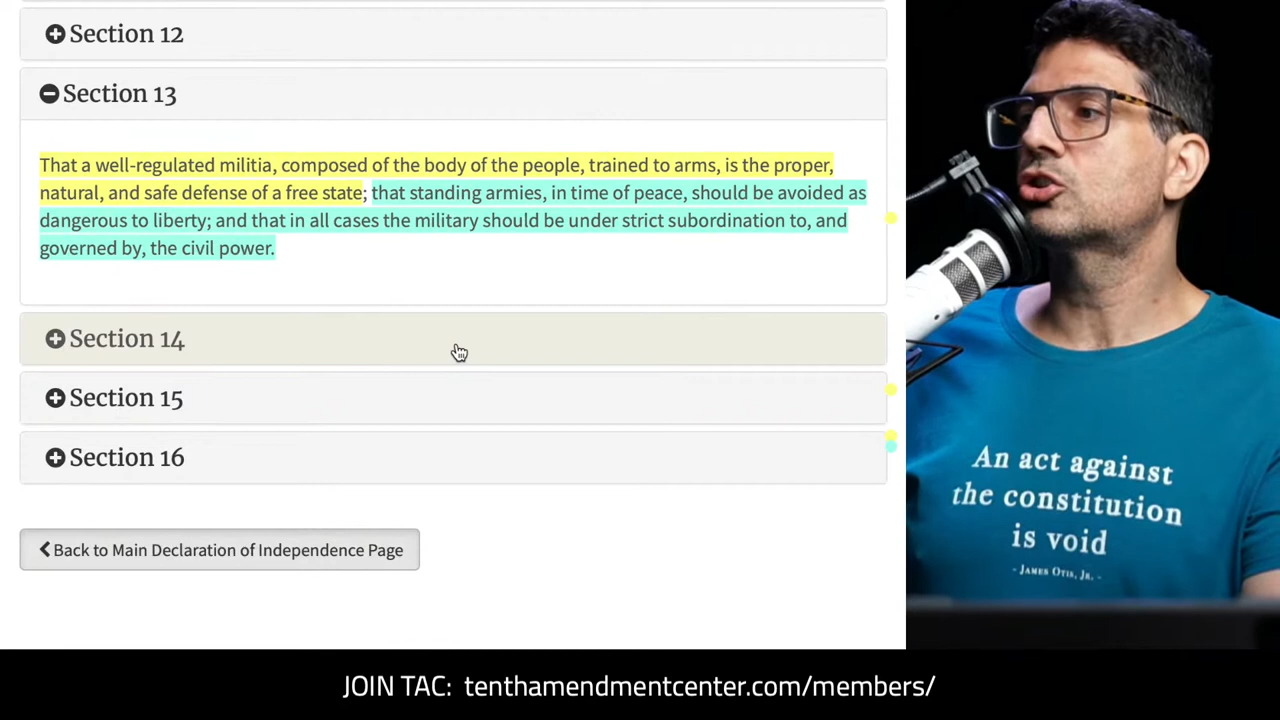 Section 12
Section 13
That a well-regulated militia, composed of the body of the people, trained to arms, is the proper,
natural, and safe defense of a free state; that standing armies, in time of peace, should be avoided as
dangerous to liberty; and that in all cases the military should be under strict subordination to, and
governed by, the civil power.
Section 14
Section 15
Section 16
Back to Main Declaration of Independence Page
An act against
the constitution
is void
- James Otis, Jr. -
JOIN TAC: tenthamendmentcenter.com/members/